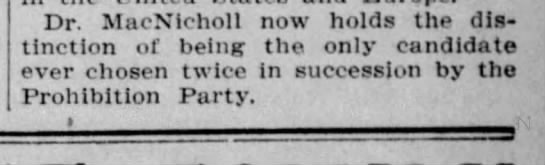 Dr. MacNicholl now holds the dis-
tinction of being the only candidate
ever chosen twice in succession by the
Prohibition Party.